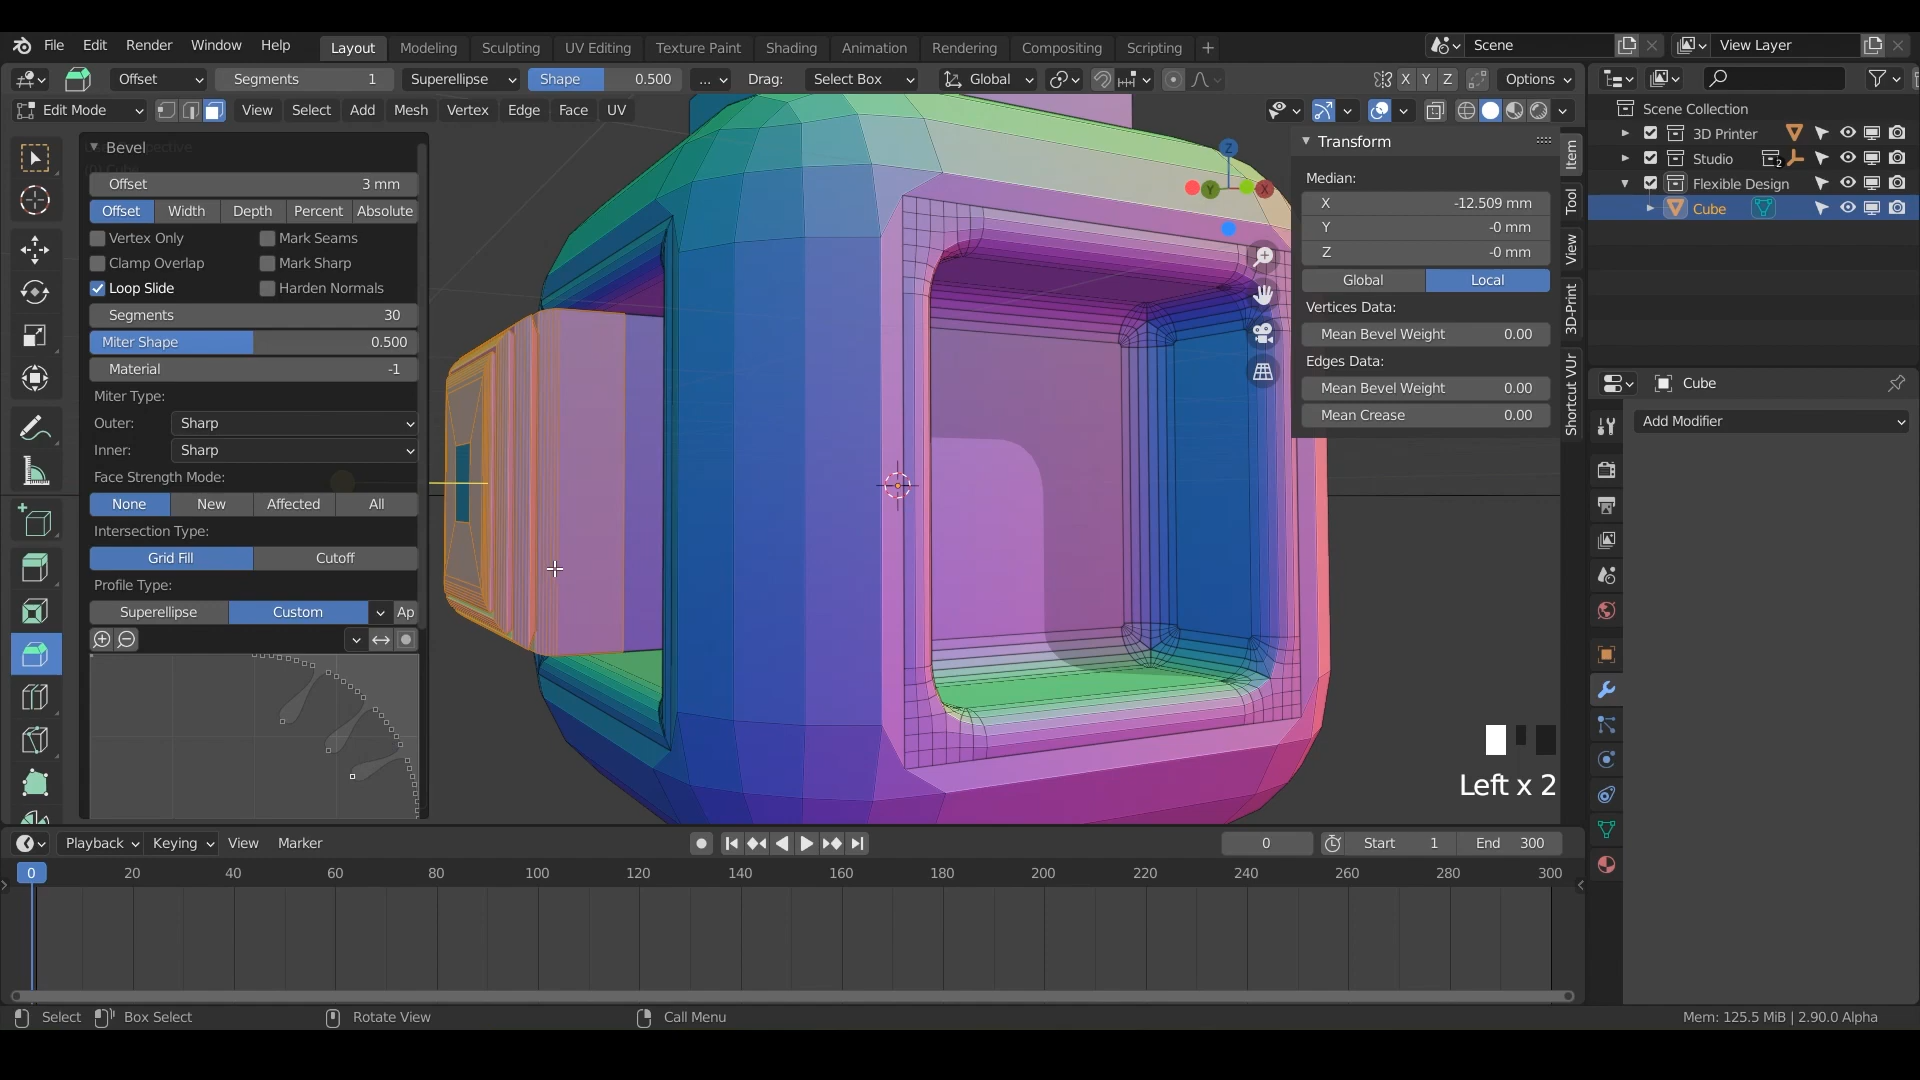 File Edit Render Window Help Layout Modeling Sculpting UV Editing Texture Paint Shading Animation Rendering Compositing Scripting + Scene View Layer
Offset Segments 1 Superellipse Shape 0.500 ... Drag: Select Box Global X Y Z Options
Edit Mode View Select Add Mesh Vertex Edge Face UV
Scene Collection
3D Printer
Studio 2
Flexible Design
Cube
Bevel
Offset 3 mm
Offset Width Depth Percent Absolute
Vertex Only Mark Seams
Clamp Overlap Mark Sharp
Loop Slide Harden Normals
Segments 30
Miter Shape 0.500
Material -1
Miter Type:
Outer: Sharp
Inner: Sharp
Face Strength Mode:
None New Affected All
Intersection Type:
Grid Fill Cutoff
Profile Type:
Superellipse Custom Ap
Z
Y X
Transform
Median:
X -12.509 mm
Y -0 mm
Z -0 mm
Global Local
Vertices Data:
Mean Bevel Weight 0.00
Edges Data:
Mean Bevel Weight 0.00
Mean Crease 0.00
Item
Tool
View
3D-Print
Shortcut VUr
Cube
Add Modifier
Left x 2
Playback Keying View Marker 0 Start 1 End 300
0 20 40 60 80 100 120 140 160 180 200 220 240 260 280 300
Select Box Select Rotate View Call Menu Mem: 125.5 MiB | 2.90.0 Alpha